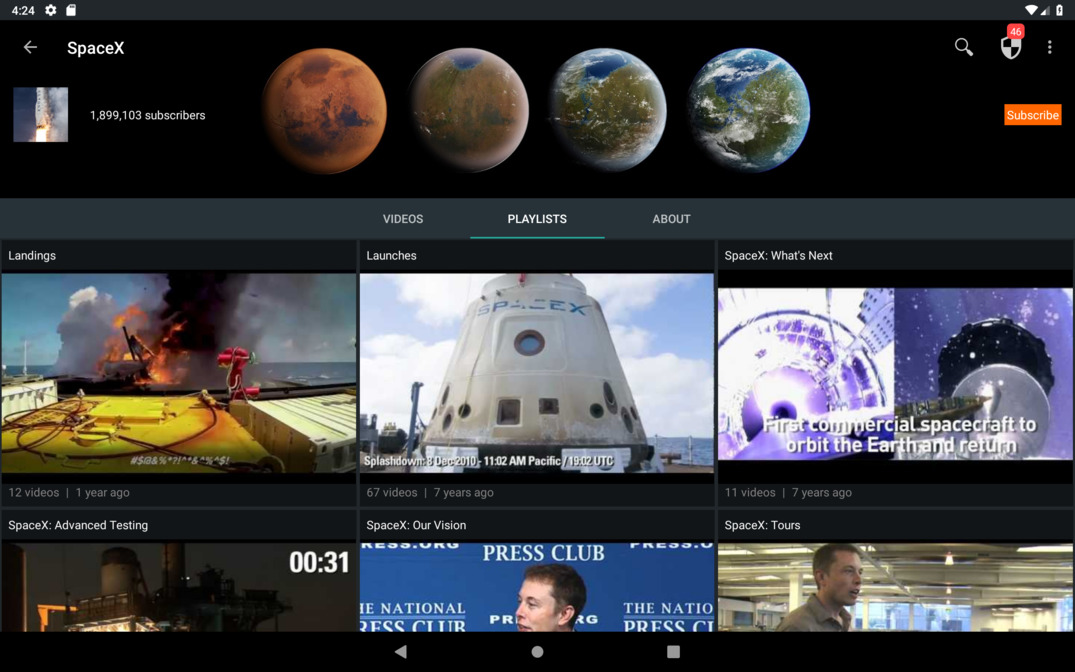 4:24
SpaceX
46
1,899,103 subscribers
Subscribe
VIDEOS
PLAYLISTS
ABOUT
Landings
Launches
SpaceX: What's Next
SPACEX
#$@&%*?!^*&^%^$!
Splashdown: 8 Dec 2010 - 11:02 AM Pacific / 19:02 UTC
First commercial spacecraft to
orbit the Earth and return
12 videos | 1 year ago
67 videos | 7 years ago
11 videos | 7 years ago
SpaceX: Advanced Testing
SpaceX: Our Vision
SpaceX: Tours
00:31
RESS.ORG
PRESS CLUB
PRESS.O
HE NATIONAL
RESS CLUB
RG
THE NATIO
PRESS CL